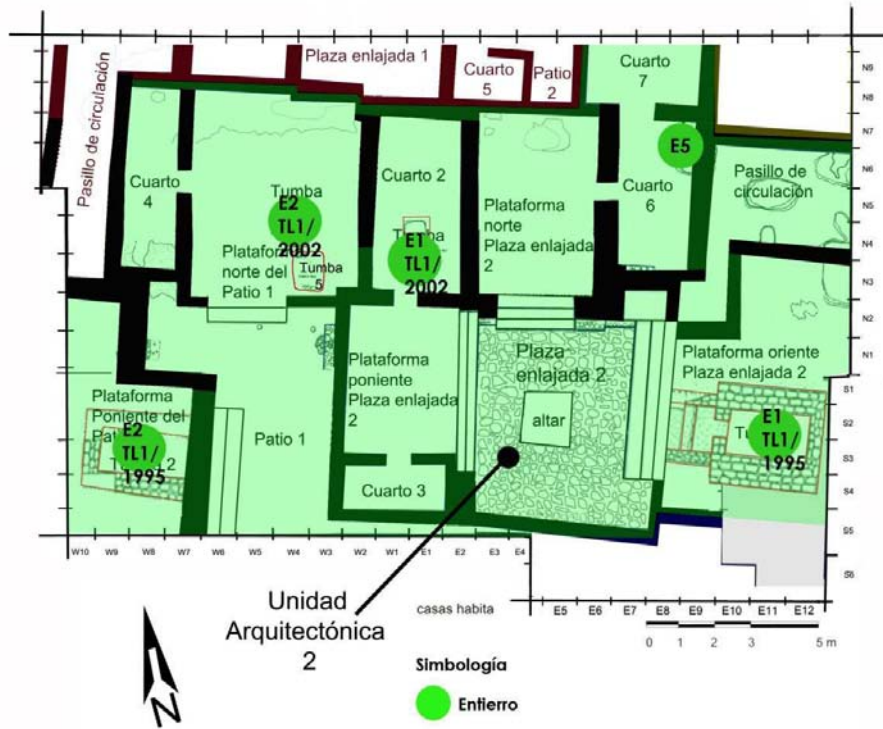 Plaza enlajada 1
Cuarto
5
Patio
2
Cuarto
7
Pasillo de circulación
Cuarto
4
Tumba
E2
TL1/
2002
Plataforma
norte del
Patio 1
Tumba
5
Cuarto 2
E1
TL1/
2002
Plataforma
norte
Plaza enlajada
2
E5
Cuarto
6
Pasillo de
circulación
Plataforma
Poniente del
E2
TL1/
1995
2
Patio 1
Plataforma
poniente
Plaza enlajada
2
Cuarto 3
Plaza
enlajada 2
altar
Plataforma oriente
Plaza enlajada 2
E1
TL1/
1995
N9
N8
N7
N6
N5
N4
N3
N2
N1
S1
S2
S3
S4
S5
S6
W10 W9 W8 W7 W6 W5 W4 W3 W2 W1 E1 E2 E3 E4
E5 E6 E7 E8 E9 E10 E11 E12
casas habita
0 1 2 3 5 m
Unidad
Arquitectónica
2
Simbología
Entierro
N